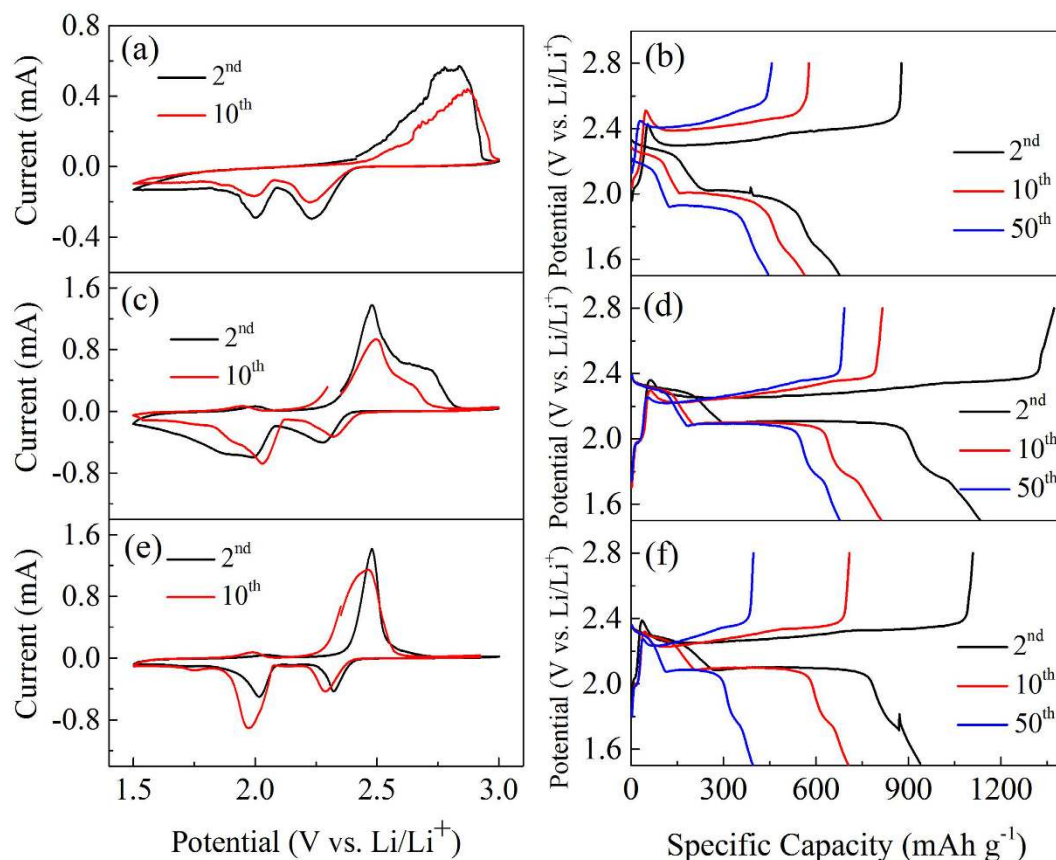 (a)
2nd
10th
0.8
0.4
0.0
-0.4
Current (mA)
(b)
2nd
10th
50th
2.8
2.4
2.0
1.6
Potential (V vs. Li/Li+)
(c)
2nd
10th
1.6
0.8
0.0
-0.8
Current (mA)
(d)
2nd
10th
50th
2.8
2.4
2.0
1.6
Potential (V vs. Li/Li+)
(e)
2nd
10th
1.6
0.8
0.0
-0.8
Current (mA)
1.5 2.0 2.5 3.0
Potential (V vs. Li/Li+)
(f)
2nd
10th
50th
2.8
2.4
2.0
1.6
Potential (V vs. Li/Li+)
0 300 600 900 1200
Specific Capacity (mAh g-1)